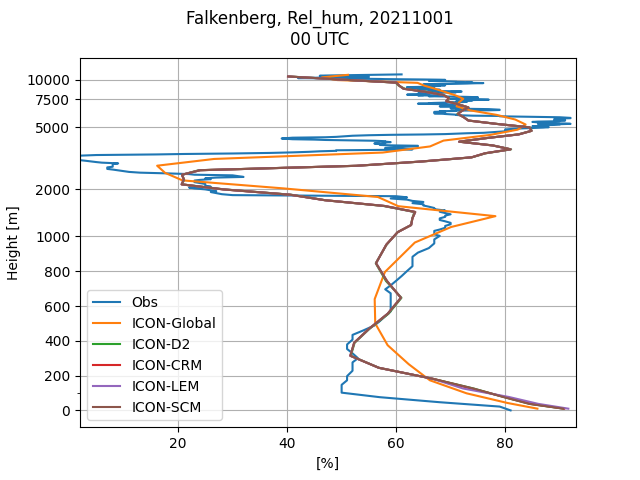 Falkenberg, Rel_hum, 20211001
00 UTC
10000
7500
5000
2000
1000
800
600
400
200
0
Height [m]
Obs
ICON-Global
ICON-D2
ICON-CRM
ICON-LEM
ICON-SCM
20
40
60
80
[%]